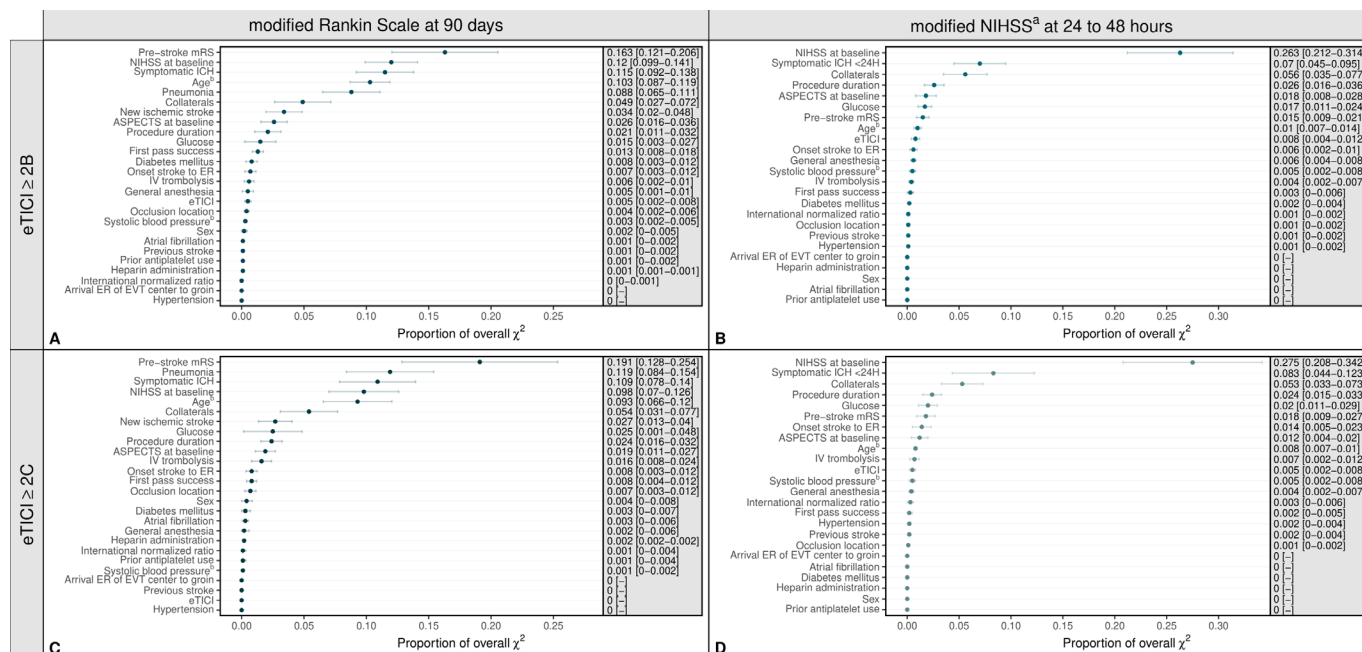 modified Rankin Scale at 90 days
modified NIHSSa at 24 to 48 hours
eTICI ≥ 2B
Pre−stroke mRS 0.163 [0.121−0.206]
NIHSS at baseline 0.12 [0.099−0.141]
Symptomatic ICH 0.115 [0.092−0.138]
Ageb 0.103 [0.087−0.119]
Pneumonia 0.088 [0.065−0.111]
Collaterals 0.049 [0.027−0.072]
New ischemic stroke 0.034 [0.02−0.048]
ASPECTS at baseline 0.026 [0.016−0.036]
Procedure duration 0.021 [0.011−0.032]
Glucose 0.015 [0.003−0.027]
First pass success 0.013 [0.008−0.018]
Diabetes mellitus 0.008 [0.003−0.012]
Onset stroke to ER 0.007 [0.003−0.012]
IV trombolysis 0.006 [0.002−0.01]
General anesthesia 0.005 [0.001−0.01]
eTICI 0.005 [0.002−0.008]
Occlusion location 0.004 [0.002−0.006]
Systolic blood pressureb 0.003 [0.002−0.005]
Sex 0.002 [0−0.005]
Atrial fibrillation 0.001 [0−0.002]
Previous stroke 0.001 [0−0.002]
Prior antiplatelet use 0.001 [0−0.002]
Heparin administration 0.001 [0.001−0.001]
International normalized ratio 0 [0−0.001]
Arrival ER of EVT center to groin 0 [−]
Hypertension 0 [−]
0.00 0.05 0.10 0.15 0.20 0.25
Proportion of overall χ2
A
NIHSS at baseline 0.263 [0.212−0.314]
Symptomatic ICH <24H 0.07 [0.045−0.095]
Collaterals 0.056 [0.035−0.077]
Procedure duration 0.026 [0.016−0.036]
ASPECTS at baseline 0.018 [0.008−0.028]
Glucose 0.017 [0.011−0.024]
Pre−stroke mRS 0.015 [0.009−0.021]
Ageb 0.01 [0.007−0.014]
eTICI 0.008 [0.004−0.012]
Onset stroke to ER 0.006 [0.002−0.01]
General anesthesia 0.006 [0.004−0.008]
Systolic blood pressureb 0.005 [0.002−0.008]
IV trombolysis 0.004 [0.002−0.007]
First pass success 0.003 [0−0.006]
Diabetes mellitus 0.002 [0−0.004]
International normalized ratio 0.001 [0−0.002]
Occlusion location 0.001 [0−0.002]
Previous stroke 0.001 [0−0.002]
Hypertension 0.001 [0−0.002]
Arrival ER of EVT center to groin 0 [−]
Heparin administration 0 [−]
Sex 0 [−]
Atrial fibrillation 0 [−]
Prior antiplatelet use 0 [−]
0.00 0.05 0.10 0.15 0.20 0.25 0.30
Proportion of overall χ2
B
eTICI ≥ 2C
Pre−stroke mRS 0.191 [0.128−0.254]
Pneumonia 0.119 [0.084−0.154]
Symptomatic ICH 0.109 [0.078−0.14]
NIHSS at baseline 0.098 [0.07−0.126]
Ageb 0.093 [0.066−0.12]
Collaterals 0.054 [0.031−0.077]
New ischemic stroke 0.027 [0.013−0.04]
Glucose 0.025 [0.001−0.048]
Procedure duration 0.024 [0.016−0.032]
ASPECTS at baseline 0.019 [0.011−0.027]
IV trombolysis 0.016 [0.008−0.024]
Onset stroke to ER 0.008 [0.003−0.012]
First pass success 0.008 [0.004−0.012]
Occlusion location 0.007 [0.003−0.012]
Sex 0.004 [0−0.008]
Diabetes mellitus 0.003 [0−0.007]
Atrial fibrillation 0.003 [0−0.006]
General anesthesia 0.002 [0−0.006]
Heparin administration 0.002 [0.002−0.002]
International normalized ratio 0.001 [0−0.004]
Prior antiplatelet use 0.001 [0−0.004]
Systolic blood pressureb 0.001 [0−0.002]
Arrival ER of EVT center to groin 0 [−]
Previous stroke 0 [−]
eTICI 0 [−]
Hypertension 0 [−]
0.00 0.05 0.10 0.15 0.20 0.25
Proportion of overall χ2
C
NIHSS at baseline 0.275 [0.208−0.342]
Symptomatic ICH <24H 0.083 [0.044−0.123]
Collaterals 0.053 [0.033−0.073]
Procedure duration 0.024 [0.015−0.033]
Glucose 0.02 [0.011−0.029]
Pre−stroke mRS 0.018 [0.009−0.027]
Onset stroke to ER 0.014 [0.005−0.023]
ASPECTS at baseline 0.012 [0.004−0.02]
Ageb 0.008 [0.007−0.01]
IV trombolysis 0.007 [0.002−0.012]
eTICI 0.005 [0.002−0.008]
Systolic blood pressureb 0.005 [0.002−0.008]
General anesthesia 0.004 [0.002−0.007]
International normalized ratio 0.003 [0−0.006]
First pass success 0.002 [0−0.005]
Hypertension 0.002 [0−0.004]
Previous stroke 0.002 [0−0.004]
Occlusion location 0.001 [0−0.002]
Arrival ER of EVT center to groin 0 [−]
Atrial fibrillation 0 [−]
Diabetes mellitus 0 [−]
Heparin administration 0 [−]
Sex 0 [−]
Prior antiplatelet use 0 [−]
0.00 0.05 0.10 0.15 0.20 0.25 0.30
Proportion of overall χ2
D